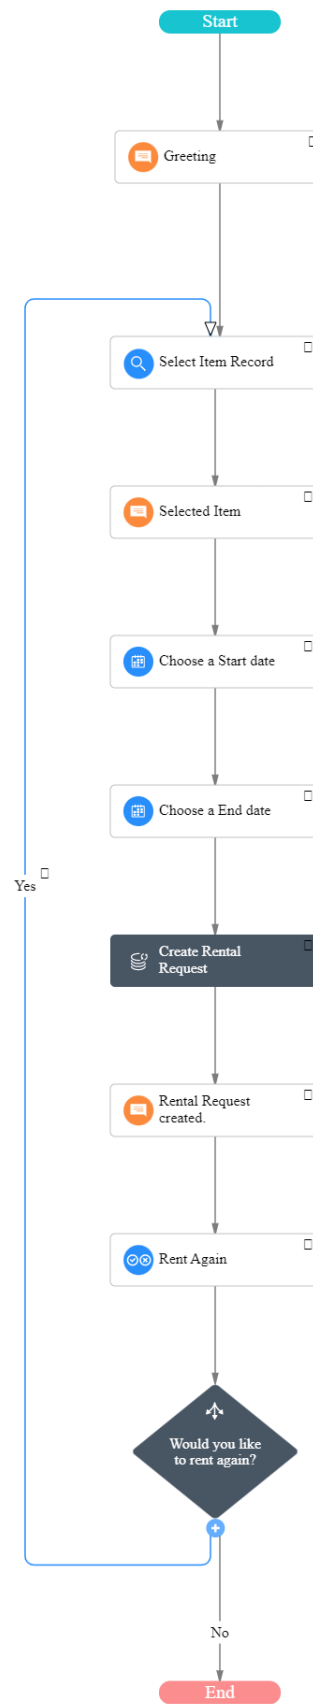 Start
Greeting
Select Item Record
Selected Item
Choose a Start date
Choose a End date
Yes
Create Rental
Request
Rental Request
created.
Rent Again
Would you like
to rent again?
No
End